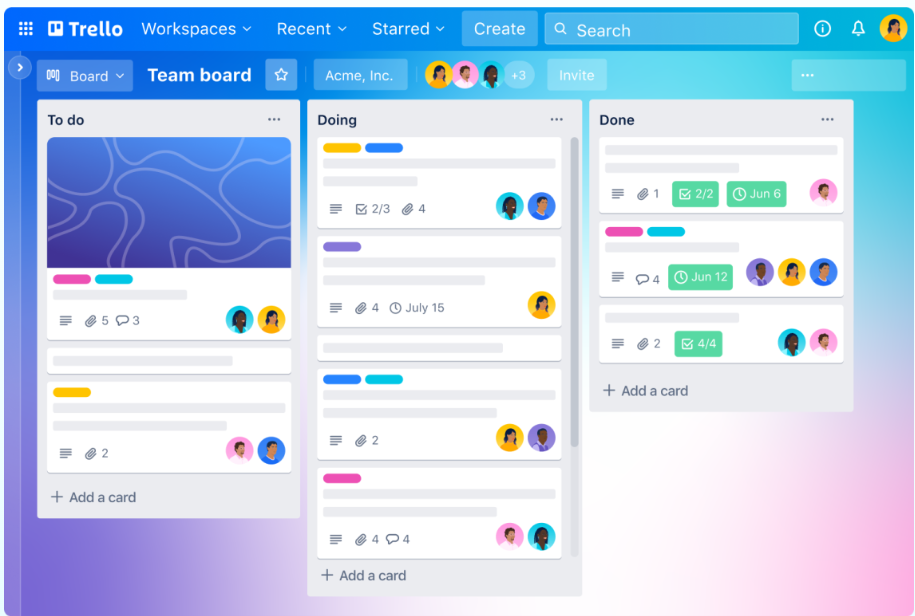 Trello Workspaces Recent Starred Create Search
Board Team board Acme, Inc. +3 Invite
To do
5 3
2
Add a card
Doing
2/3 4
4 July 15
2
4 4
Add a card
Done
1 2/2 Jun 6
4 Jun 12
2 4/4
Add a card